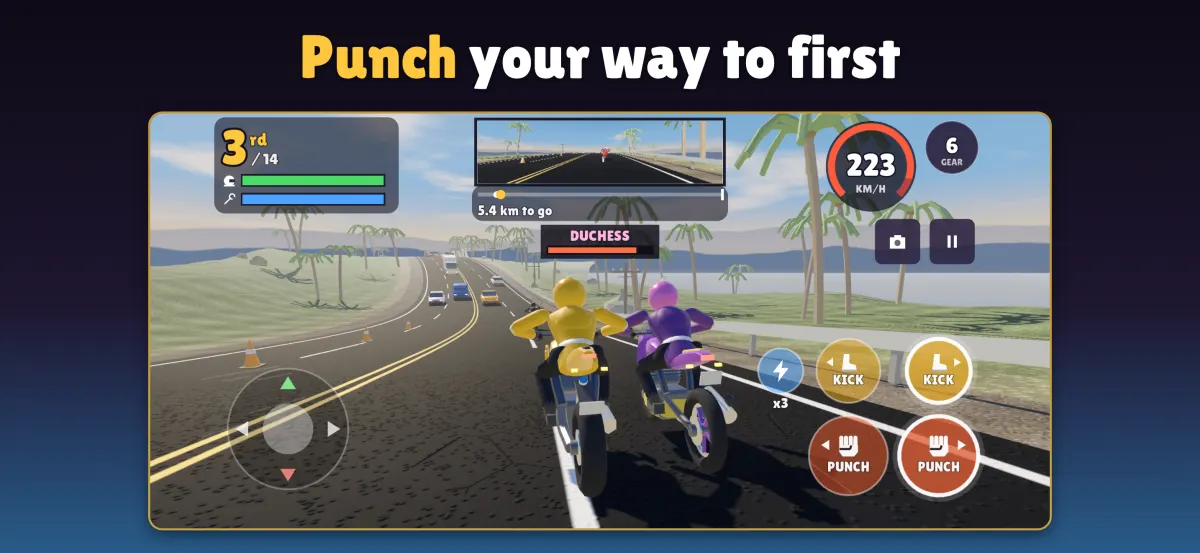 Punch your way to first
3rd
/14
5.4 km to go
DUCHESS
223
KM/H
6
GEAR
x3
KICK
KICK
PUNCH
PUNCH